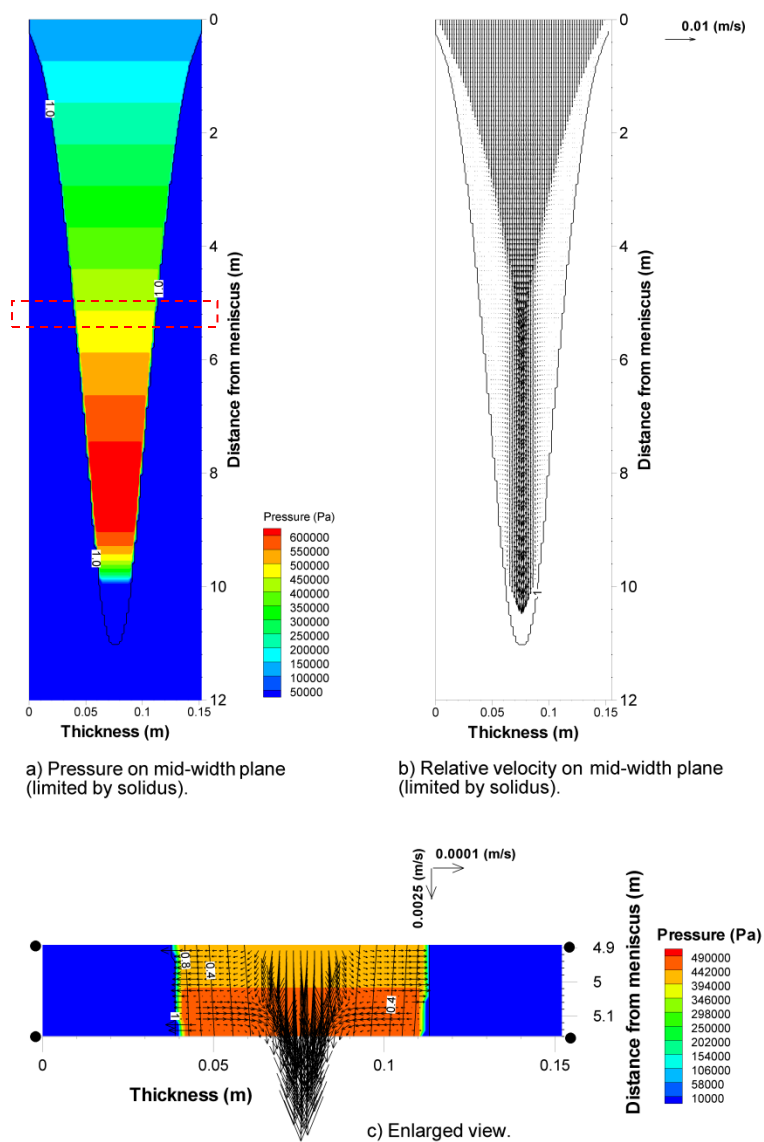 0
2
4
6
8
10
12
Distance from meniscus (m)
1.0
1.0
1.0
Pressure (Pa)
600000
550000
500000
450000
400000
350000
300000
250000
200000
150000
100000
50000
0 0.05 0.1 0.15
Thickness (m)
a) Pressure on mid-width plane
(limited by solidus).
0.01 (m/s)
0
2
4
6
8
10
12
Distance from meniscus (m)
1
0 0.05 0.1 0.15
Thickness (m)
b) Relative velocity on mid-width plane
(limited by solidus).
0.0001 (m/s)
0.0025 (m/s)
0.8
0.4
0.4
1
4.9
5
5.1
Distance from meniscus (m)
Pressure (Pa)
490000
442000
394000
346000
298000
250000
202000
154000
106000
58000
10000
0 0.05 0.1 0.15
Thickness (m)
c) Enlarged view.